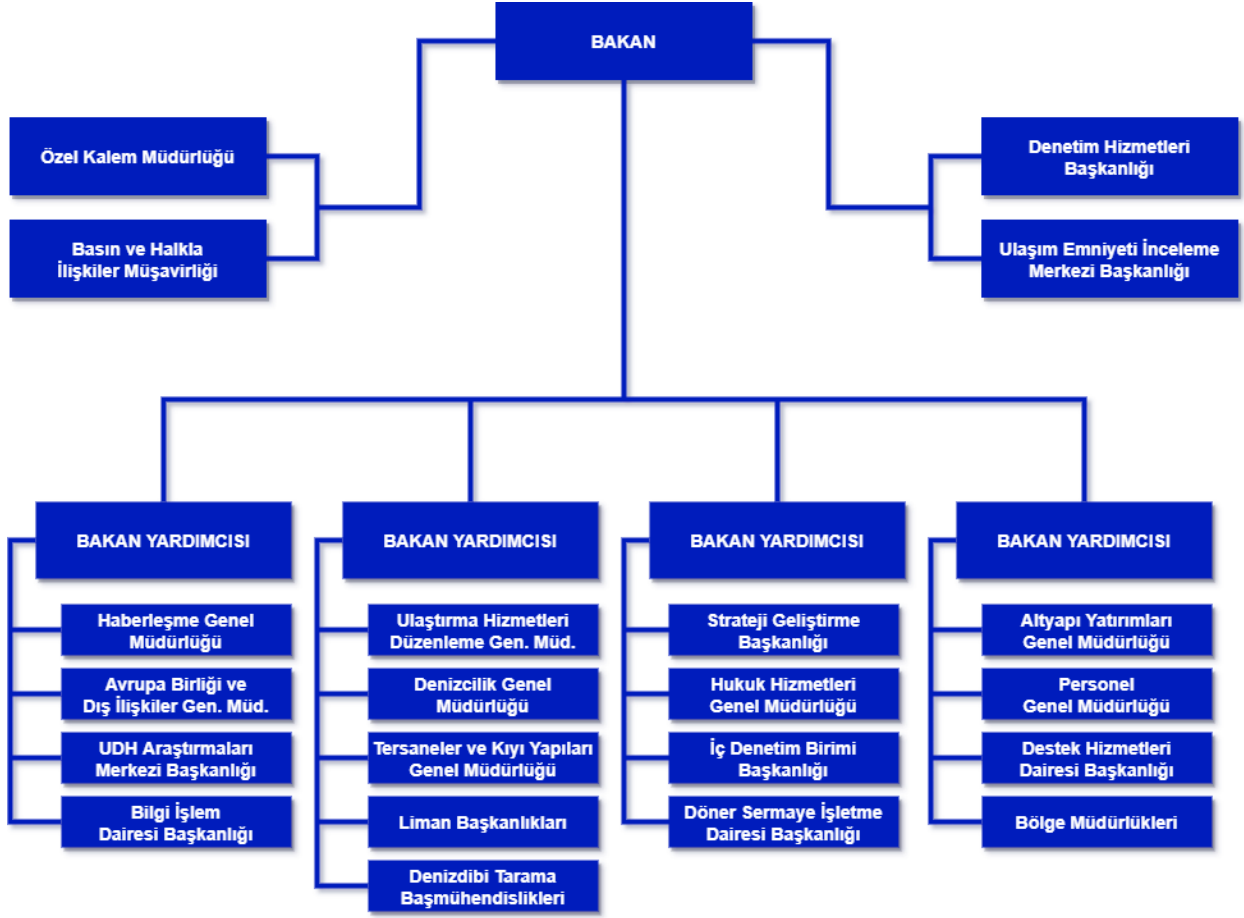 BAKAN
Özel Kalem Müdürlüğü
Basın ve Halkla
İlişkiler Müşavirliği
Denetim Hizmetleri
Başkanlığı
Ulaşım Emniyeti İnceleme
Merkezi Başkanlığı
BAKAN YARDIMCISI
Haberleşme Genel
Müdürlüğü
Avrupa Birliği ve
Dış İlişkiler Gen. Müd.
UDH Araştırmaları
Merkezi Başkanlığı
Bilgi İşlem
Dairesi Başkanlığı
BAKAN YARDIMCISI
Ulaştırma Hizmetleri
Düzenleme Gen. Müd.
Denizcilik Genel
Müdürlüğü
Tersaneler ve Kıyı Yapıları
Genel Müdürlüğü
Liman Başkanlıkları
Denizdibi Tarama
Başmühendislikleri
BAKAN YARDIMCISI
Strateji Geliştirme
Başkanlığı
Hukuk Hizmetleri
Genel Müdürlüğü
İç Denetim Birimi
Başkanlığı
Döner Sermaye İşletme
Dairesi Başkanlığı
BAKAN YARDIMCISI
Altyapı Yatırımları
Genel Müdürlüğü
Personel
Genel Müdürlüğü
Destek Hizmetleri
Dairesi Başkanlığı
Bölge Müdürlükleri